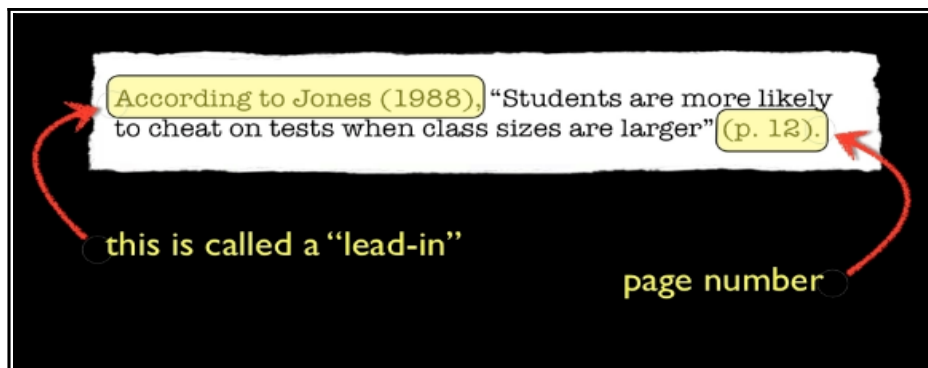 According to Jones (1988), “Students are more likely
to cheat on tests when class sizes are larger” (p. 12).
this is called a “lead-in”
page number